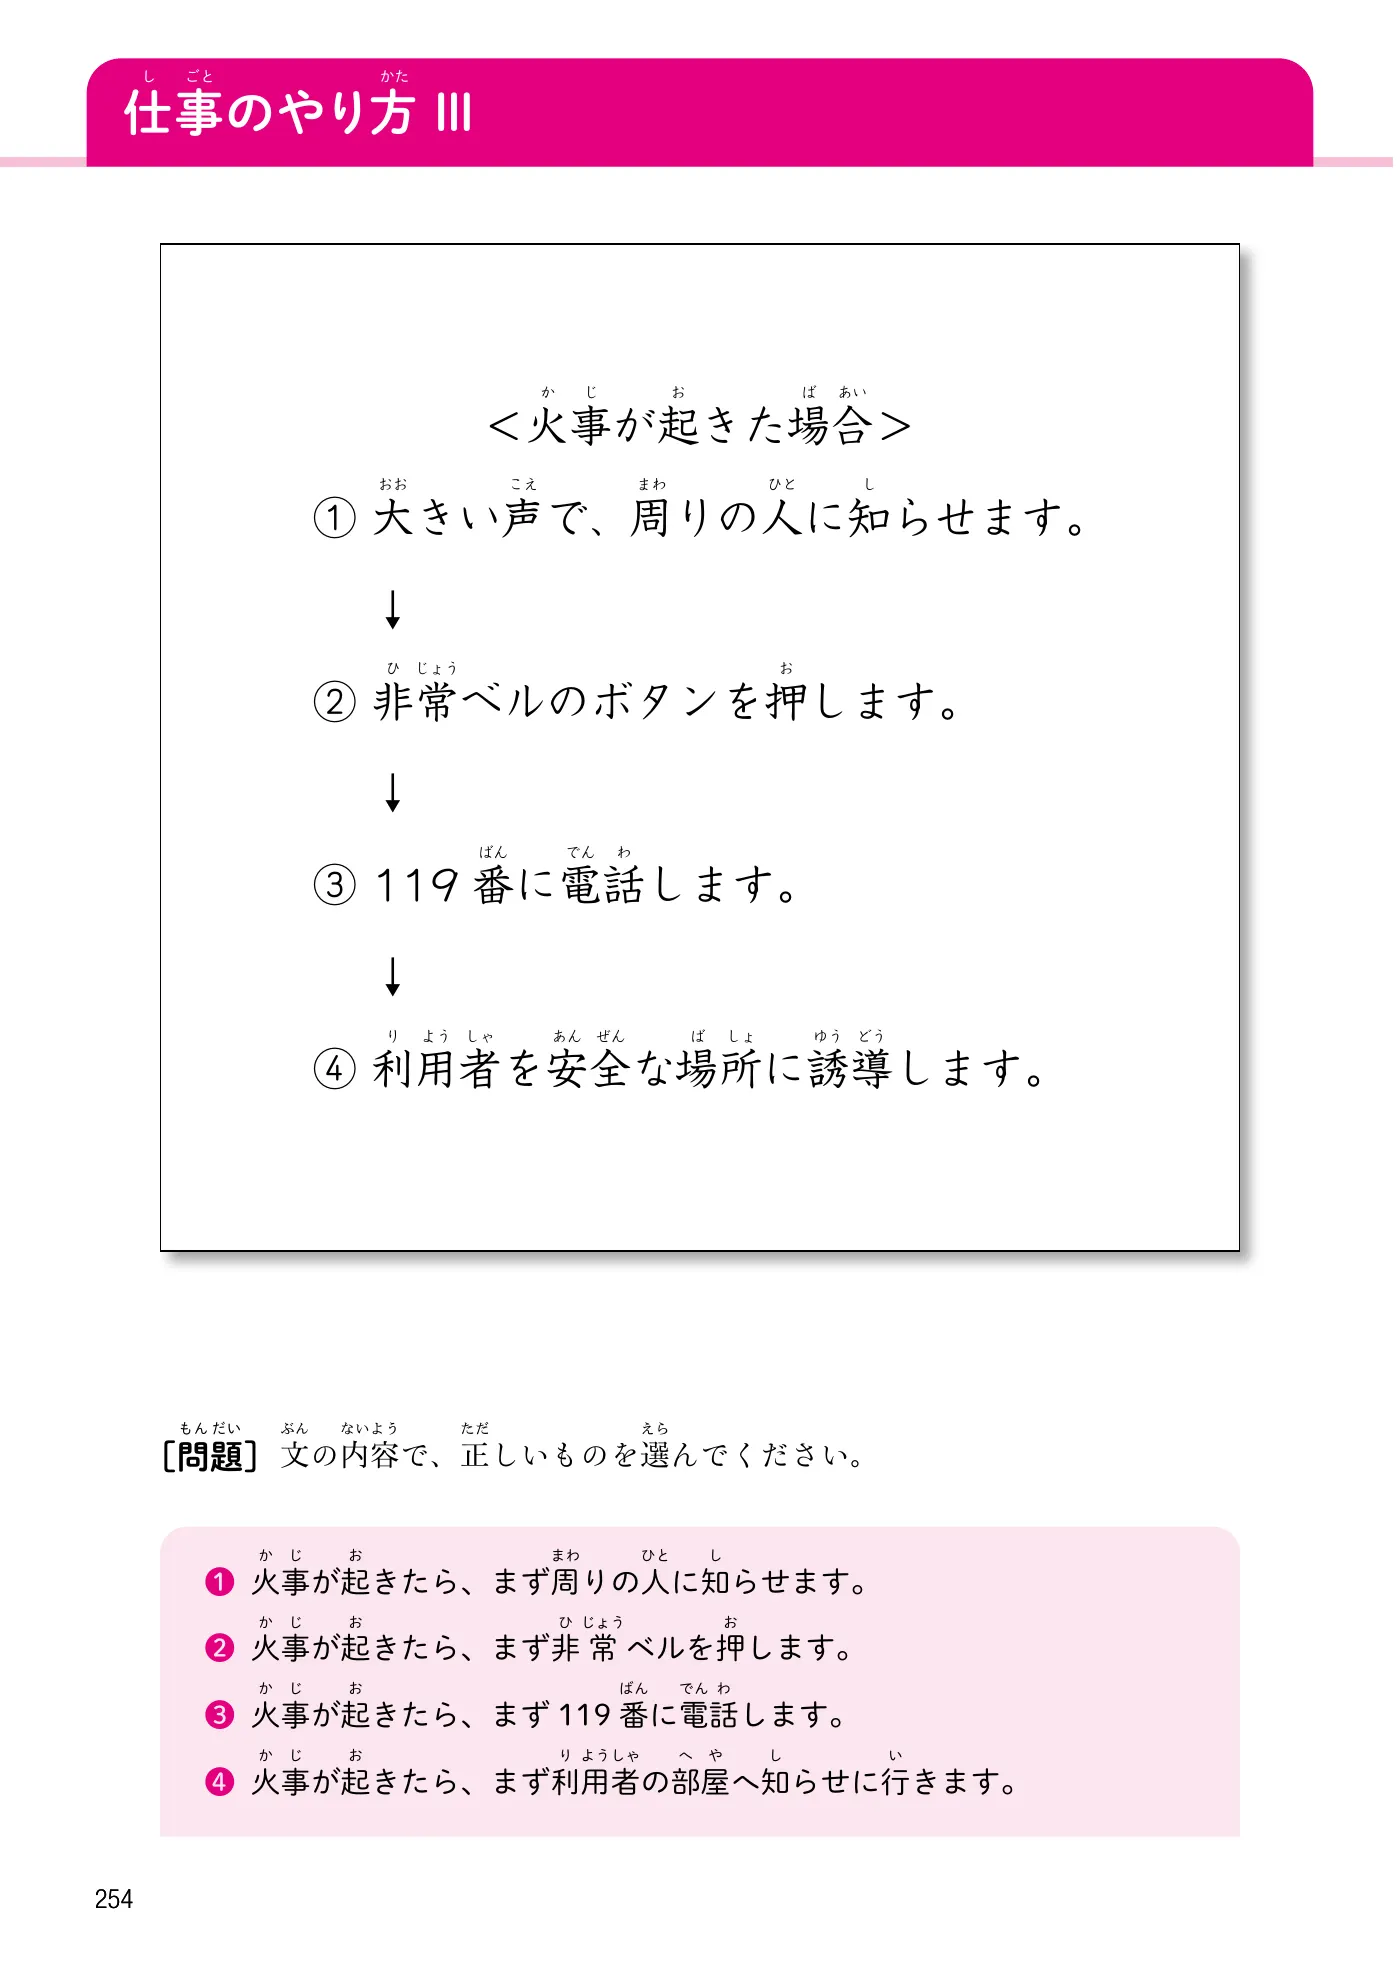 仕事のやり方 III
＜火事が起きた場合＞
① 大きい声で、周りの人に知らせます。
↓
② 非常ベルのボタンを押します。
↓
③ 119番に電話します。
↓
④ 利用者を安全な場所に誘導します。
［問題］ 文の内容で、正しいものを選んでください。
❶ 火事が起きたら、まず周りの人に知らせます。
❷ 火事が起きたら、まず非常ベルを押します。
❸ 火事が起きたら、まず119番に電話します。
❹ 火事が起きたら、まず利用者の部屋へ知らせに行きます。
254